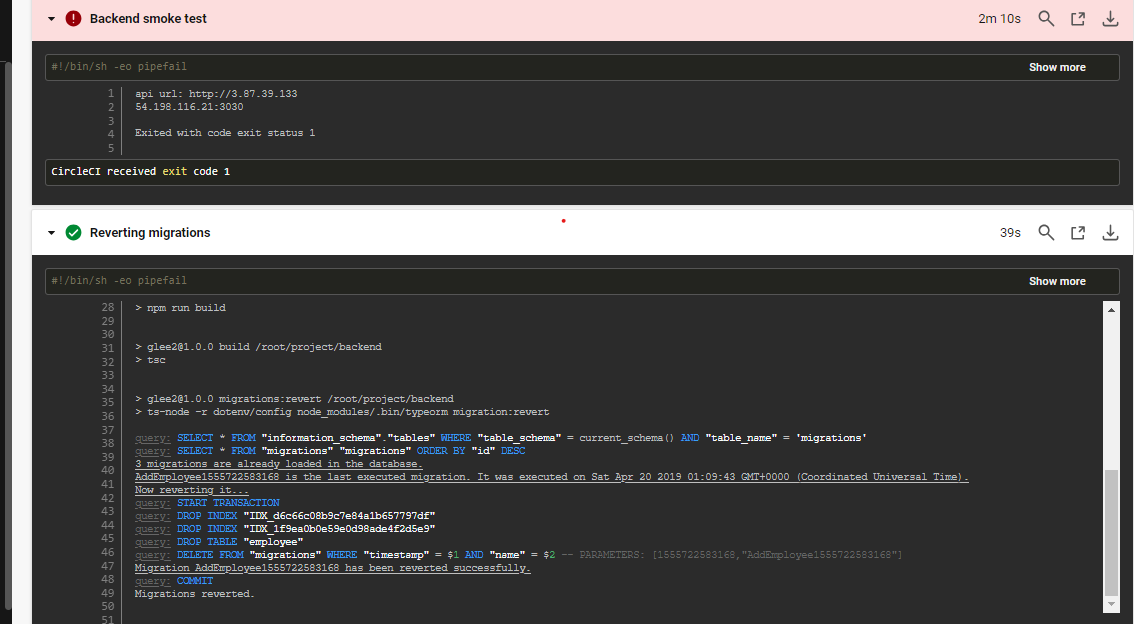 Backend smoke test 2m 10s
#!/bin/sh -eo pipefail Show more
1 api url: http://3.87.39.133
2 54.198.116.21:3030
3
4 Exited with code exit status 1
5
CircleCI received exit code 1
Reverting migrations 39s
#!/bin/sh -eo pipefail Show more
28 > npm run build
29
30
31 > glee2@1.0.0 build /root/project/backend
32 > tsc
33
34
35 > glee2@1.0.0 migrations:revert /root/project/backend
36 > ts-node -r dotenv/config node_modules/.bin/typeorm migration:revert
37
38 query: SELECT * FROM "information_schema"."tables" WHERE "table_schema" = current_schema() AND "table_name" = 'migrations'
39 query: SELECT * FROM "migrations" "migrations" ORDER BY "id" DESC
40 3 migrations are already loaded in the database.
41 AddEmployee1555722583168 is the last executed migration. It was executed on Sat Apr 20 2019 01:09:43 GMT+0000 (Coordinated Universal Time).
42 Now reverting it...
43 query: START TRANSACTION
44 query: DROP INDEX "IDX_d6c66c08b9c7e84a1b657797df"
45 query: DROP INDEX "IDX_1f9ea0b0e59e0d98ade4f2d5e9"
46 query: DROP TABLE "employee"
47 query: DELETE FROM "migrations" WHERE "timestamp" = $1 AND "name" = $2 -- PARAMETERS: [1555722583168,"AddEmployee1555722583168"]
48 Migration AddEmployee1555722583168 has been reverted successfully.
49 query: COMMIT
50 Migrations reverted.
51